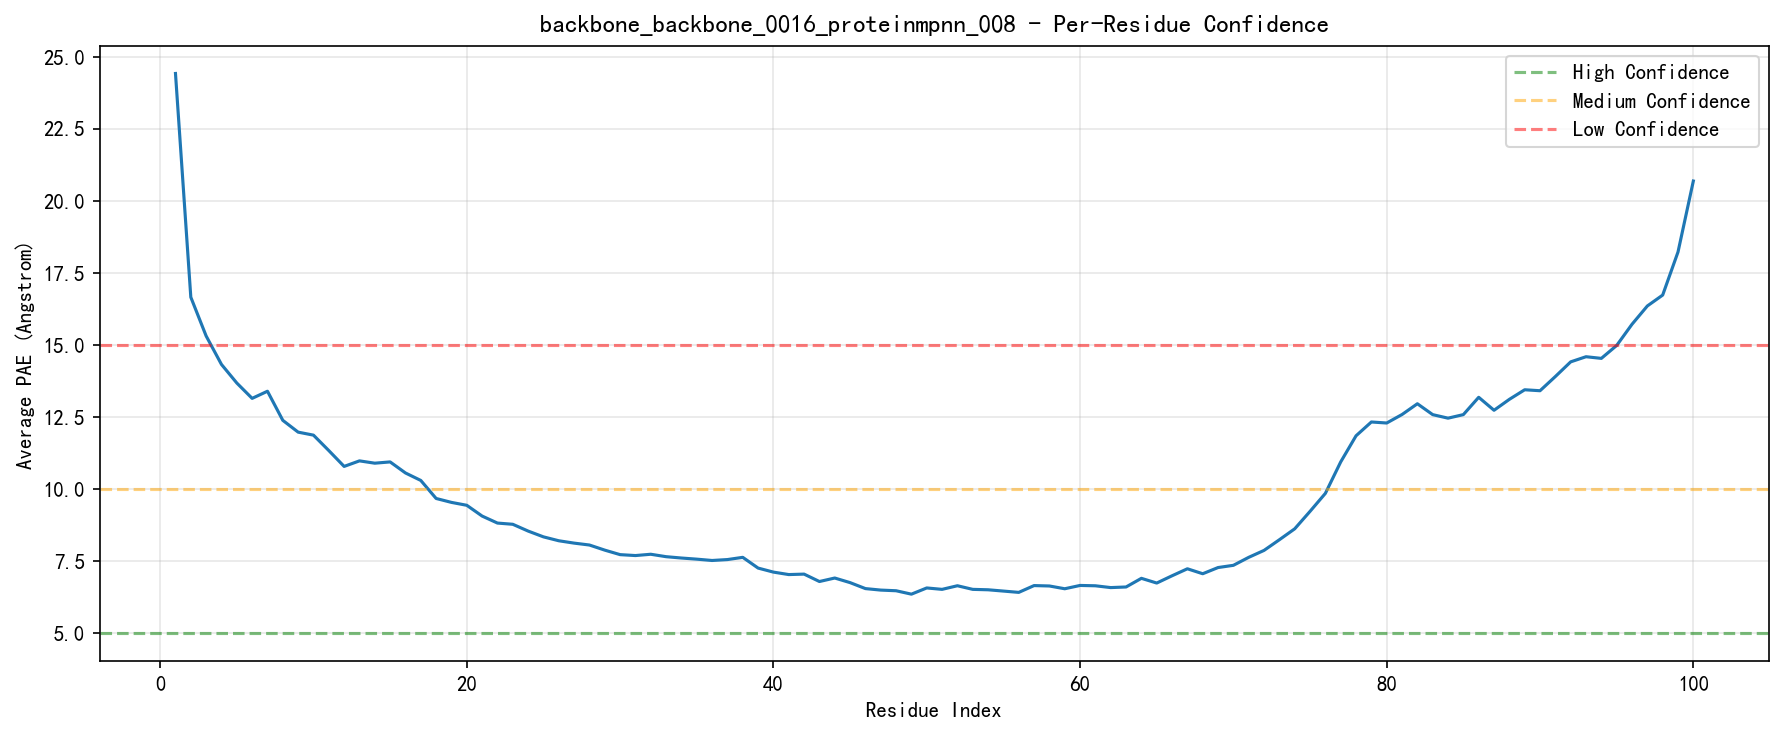 backbone_backbone_0016_proteinmpnn_008 - Per-Residue Confidence
25.0
22.5
20.0
17.5
15.0
12.5
10.0
7.5
5.0
Average PAE (Angstrom)
High Confidence
Medium Confidence
Low Confidence
0 20 40 60 80 100
Residue Index